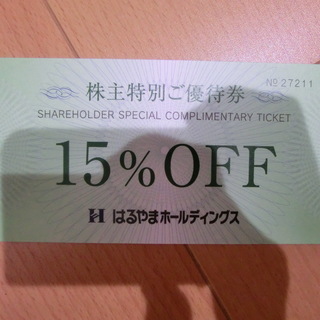 No 27211
株主特別ご優待券
SHAREHOLDER SPECIAL COMPLIMENTARY TICKET
15%OFF
はるやまホールディングス